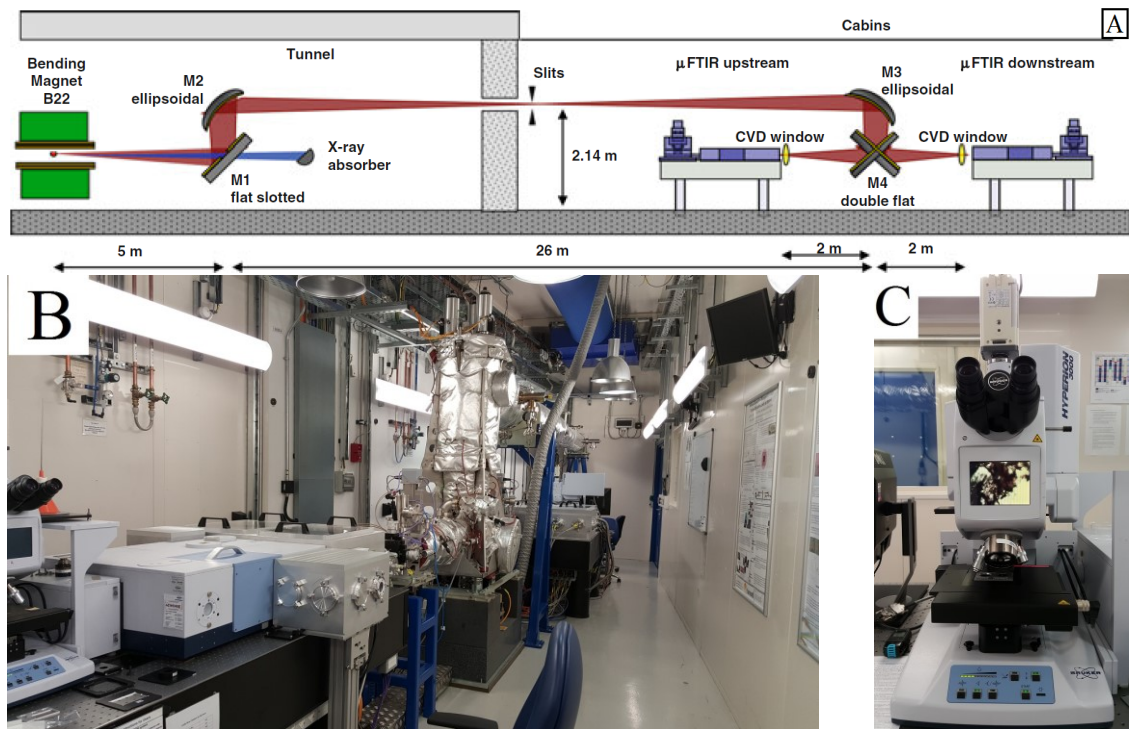 A
Cabins
Tunnel
Bending
Magnet
B22
M2
ellipsoidal
Slits
μFTIR upstream
M3
ellipsoidal
μFTIR downstream
X-ray
absorber
M1
flat slotted
2.14 m
CVD window
CVD window
M4
double flat
5 m
26 m
2 m
2 m
B
C
HYPERION
3000
BRUKER